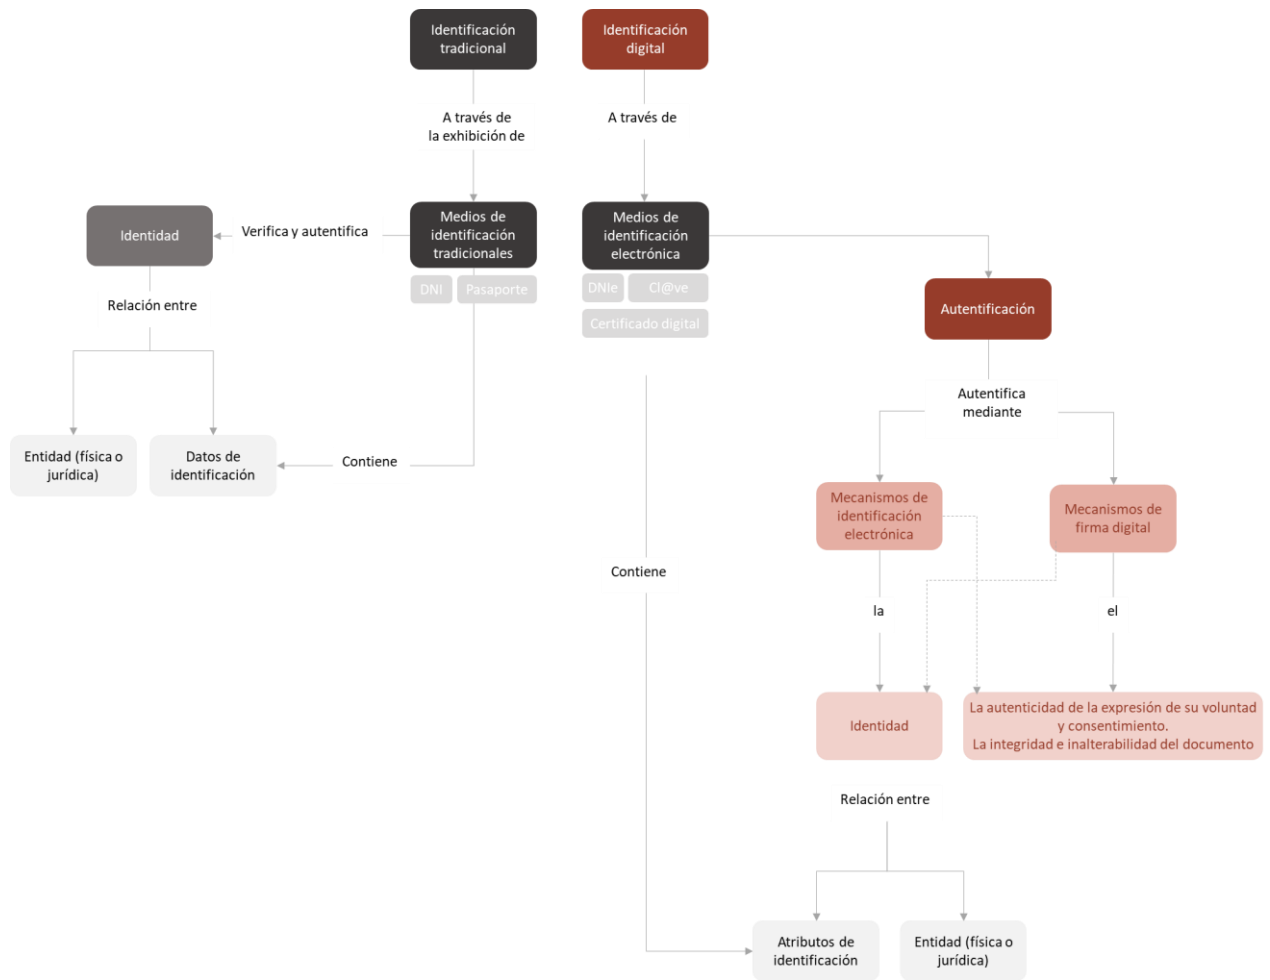 Identificación
tradicional
Identificación
digital
A través de
la exhibición de
A través de
Identidad
Verifica y autentifica
Medios de
identificación
tradicionales
Medios de
identificación
electrónica
DNI
Pasaporte
DNIe
Cl@ve
Certificado digital
Relación entre
Autentificación
Autentifica
mediante
Entidad (física o
jurídica)
Datos de
identificación
Contiene
Mecanismos de
identificación
electrónica
Mecanismos de
firma digital
Contiene
la
el
Identidad
La autenticidad de la expresión de su voluntad
y consentimiento.
La integridad e inalterabilidad del documento
Relación entre
Atributos de
identificación
Entidad (física o
jurídica)